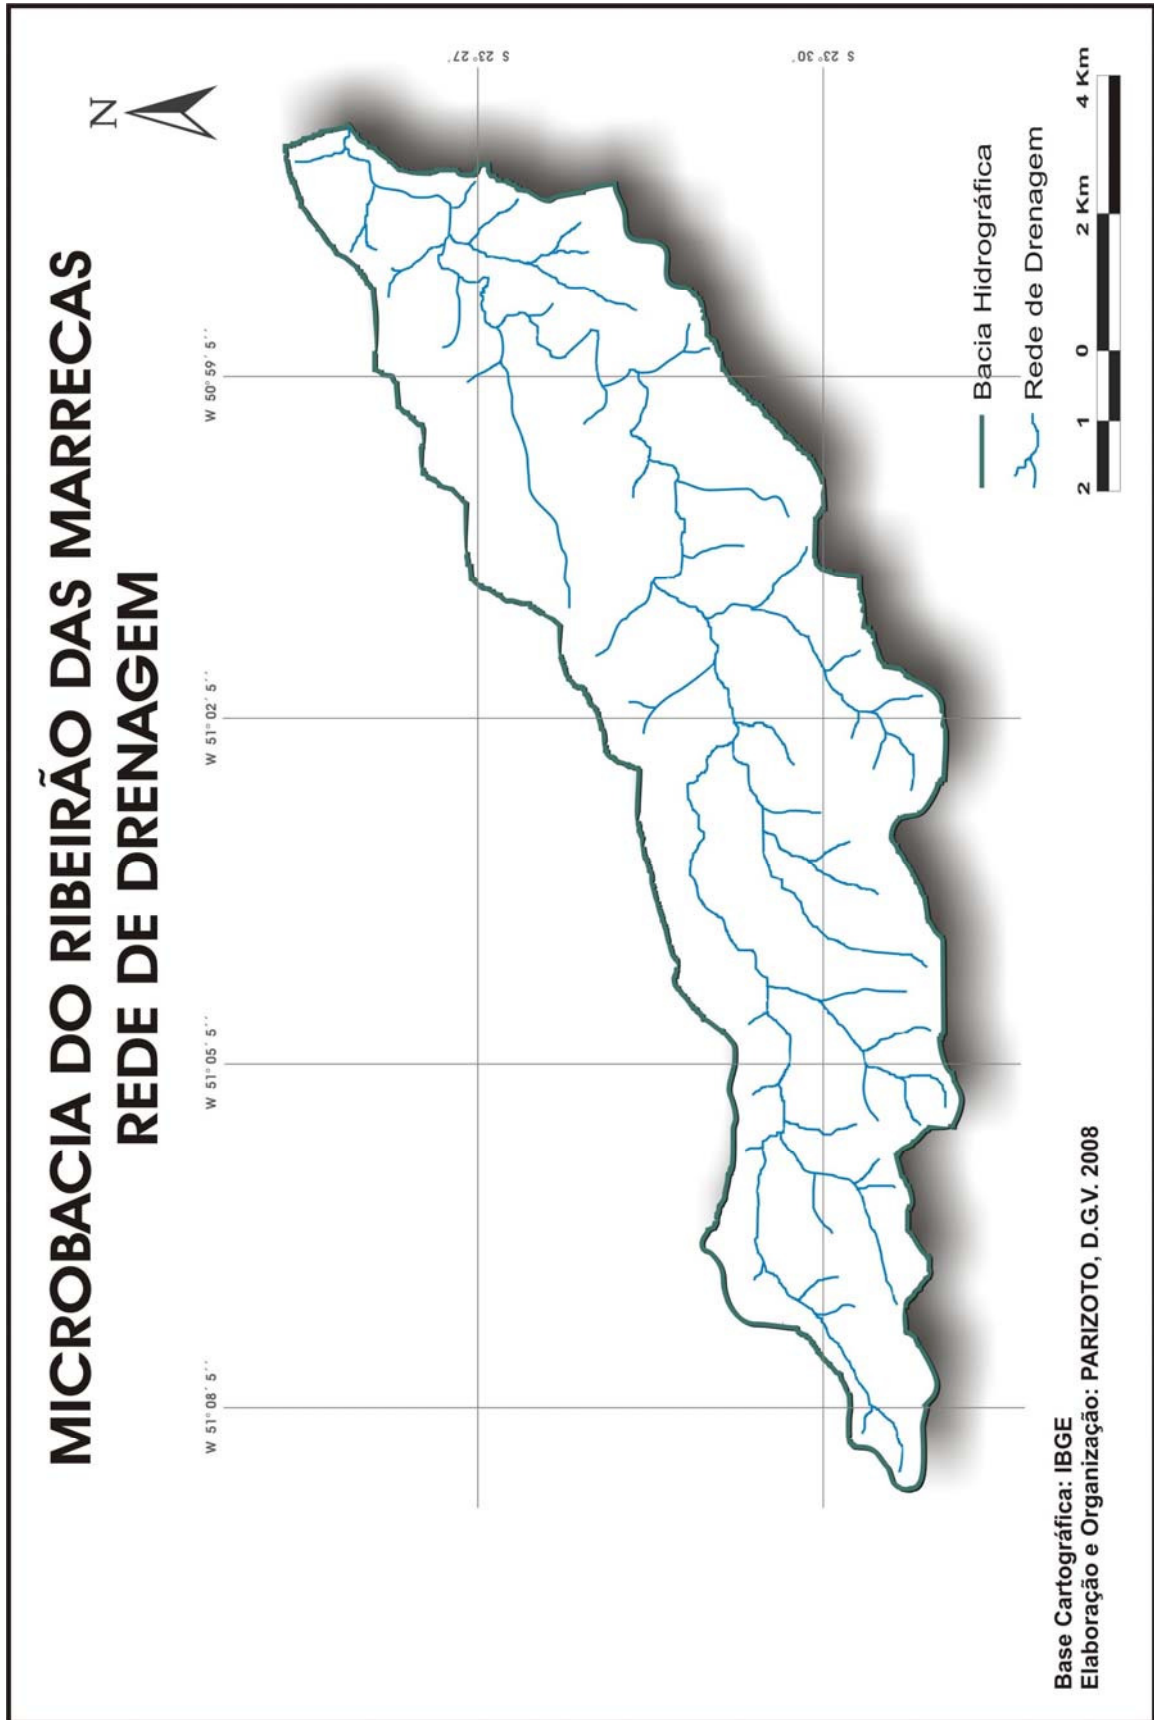 MICROBACIA DO RIBEIRÃO DAS MARRECAS
REDE DE DRENAGEM
N
W 51° 08´ 5´´
W 51° 05´ 5´´
W 51° 02´ 5´´
W 50° 59´ 5´´
S 23° 27´
S 23° 30´
Bacia Hidrográfica
Rede de Drenagem
2 1 0 2 Km 4 Km
Base Cartográfica: IBGE
Elaboração e Organização: PARIZOTO, D.G.V. 2008